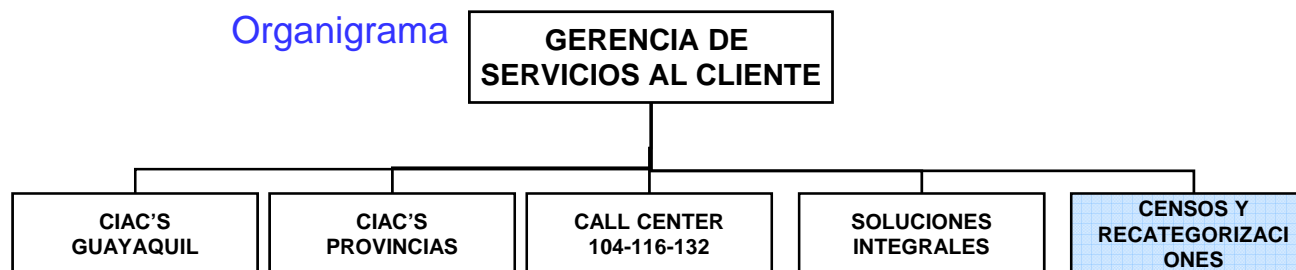 Organigrama
GERENCIA DE
SERVICIOS AL CLIENTE
CIAC'S
GUAYAQUIL
CIAC'S
PROVINCIAS
CALL CENTER
104-116-132
SOLUCIONES
INTEGRALES
CENSOS Y
RECATEGORIZACI
ONES